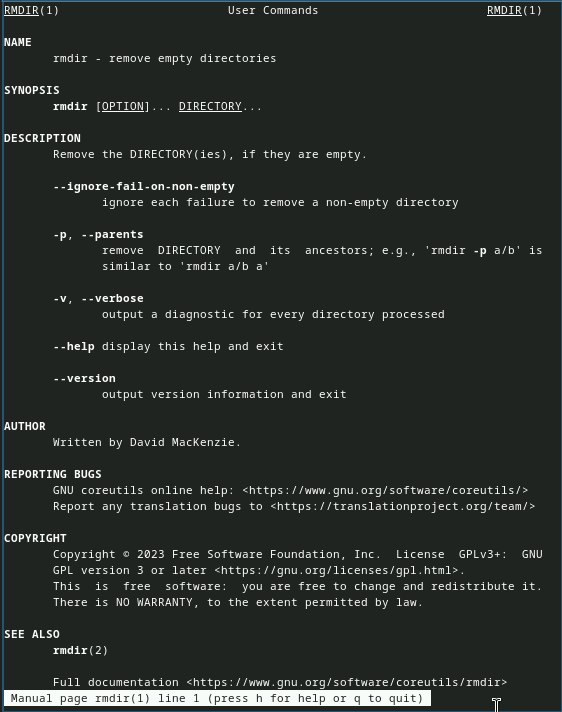 RMDIR(1) User Commands RMDIR(1)
NAME
rmdir - remove empty directories
SYNOPSIS
rmdir [OPTION]... DIRECTORY...
DESCRIPTION
Remove the DIRECTORY(ies), if they are empty.
--ignore-fail-on-non-empty
ignore each failure to remove a non-empty directory
-p, --parents
remove DIRECTORY and its ancestors; e.g., 'rmdir -p a/b' is
similar to 'rmdir a/b a'
-v, --verbose
output a diagnostic for every directory processed
--help display this help and exit
--version
output version information and exit
AUTHOR
Written by David MacKenzie.
REPORTING BUGS
GNU coreutils online help: <https://www.gnu.org/software/coreutils/>
Report any translation bugs to <https://translationproject.org/team/>
COPYRIGHT
Copyright © 2023 Free Software Foundation, Inc. License GPLv3+: GNU
GPL version 3 or later <https://gnu.org/licenses/gpl.html>.
This is free software: you are free to change and redistribute it.
There is NO WARRANTY, to the extent permitted by law.
SEE ALSO
rmdir(2)
Full documentation <https://www.gnu.org/software/coreutils/rmdir>
Manual page rmdir(1) line 1 (press h for help or q to quit)